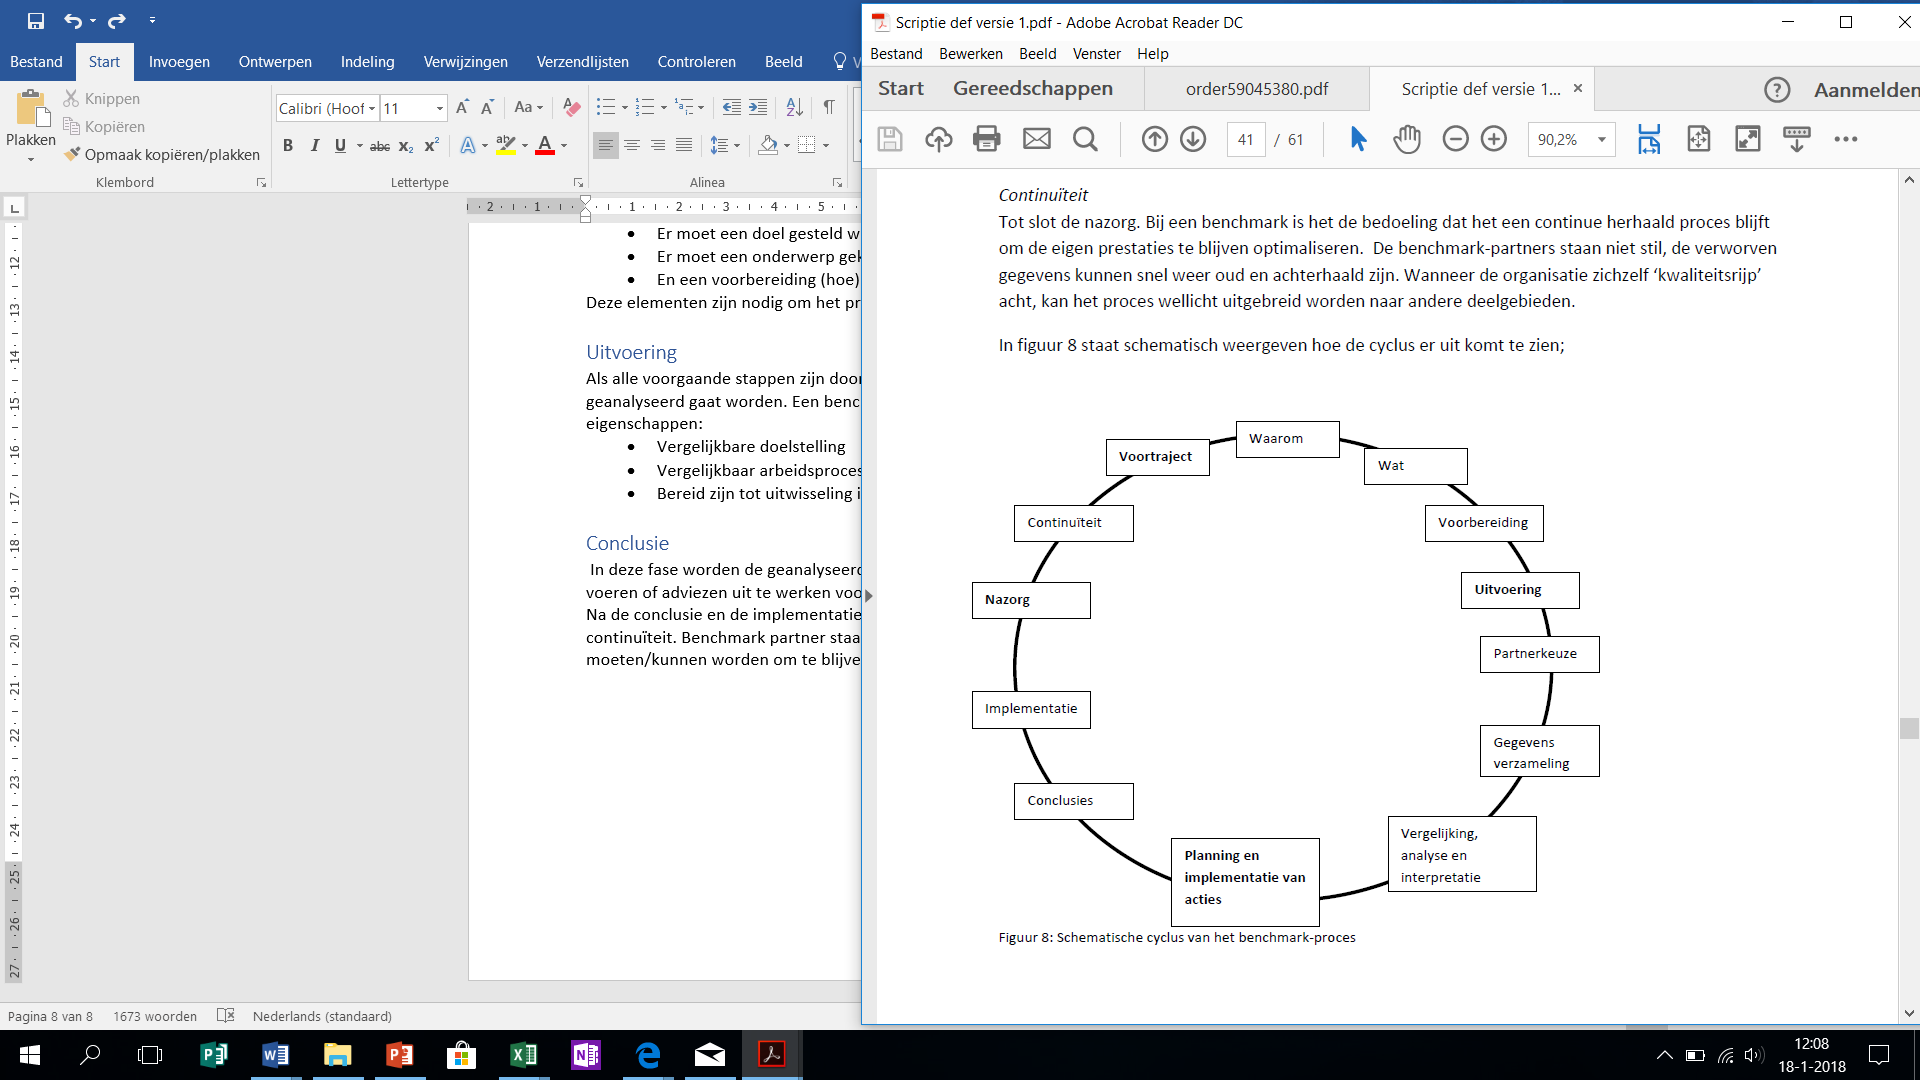 Bestand Start Invoegen Ontwerpen Indeling Verwijzingen Verzendlijsten Controleren Beeld
Knippen
Kopiëren
Opmaak kopiëren/plakken
Plakken
Klembord
Calibri (Hoof 11
Lettertype
Alinea
Er moet een doel gesteld w
Er moet een onderwerp gek
En een voorbereiding (hoe)
Deze elementen zijn nodig om het pr
Uitvoering
Als alle voorgaande stappen zijn door
geanalyseerd gaat worden. Een benc
eigenschappen:
Vergelijkbare doelstelling
Vergelijkbaar arbeidsproces
Bereid zijn tot uitwisseling i
Conclusie
In deze fase worden de geanalyseerd
voeren of adviezen uit te werken voo
Na de conclusie en de implementatie
continuïteit. Benchmark partner staa
moeten/kunnen worden om te blijve
Pagina 8 van 8 1673 woorden Nederlands (standaard)
Scriptie def versie 1.pdf - Adobe Acrobat Reader DC
Bestand Bewerken Beeld Venster Help
Start Gereedschappen order59045380.pdf Scriptie def versie 1... × Aanmelden
41 / 61 90,2%
Continuïteit
Tot slot de nazorg. Bij een benchmark is het de bedoeling dat het een continue herhaald proces blijft
om de eigen prestaties te blijven optimaliseren. De benchmark-partners staan niet stil, de verworven
gegevens kunnen snel weer oud en achterhaald zijn. Wanneer de organisatie zichzelf ‘kwaliteitsrijp’
acht, kan het proces wellicht uitgebreid worden naar andere deelgebieden.
In figuur 8 staat schematisch weergeven hoe de cyclus er uit komt te zien;
Waarom
Wat
Voorbereiding
Uitvoering
Partnerkeuze
Gegevens
verzameling
Vergelijking,
analyse en
interpretatie
Planning en
implementatie van
acties
Conclusies
Implementatie
Nazorg
Continuïteit
Voortraject
Figuur 8: Schematische cyclus van het benchmark-proces
12:08
18-1-2018